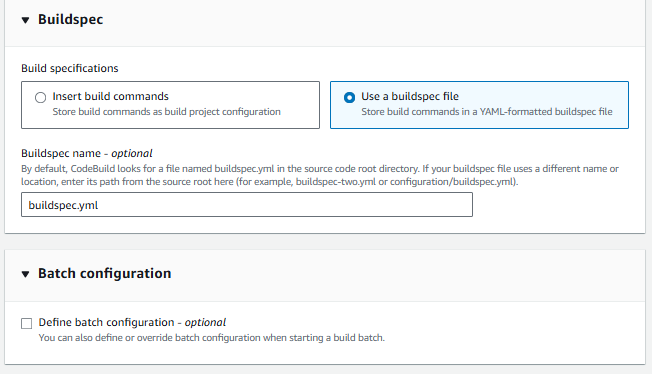 Buildspec
Build specifications
Insert build commands
Store build commands as build project configuration
Use a buildspec file
Store build commands in a YAML-formatted buildspec file
Buildspec name - optional
By default, CodeBuild looks for a file named buildspec.yml in the source code root directory. If your buildspec file uses a different name or
location, enter its path from the source root here (for example, buildspec-two.yml or configuration/buildspec.yml).
buildspec.yml
Batch configuration
Define batch configuration - optional
You can also define or override batch configuration when starting a build batch.